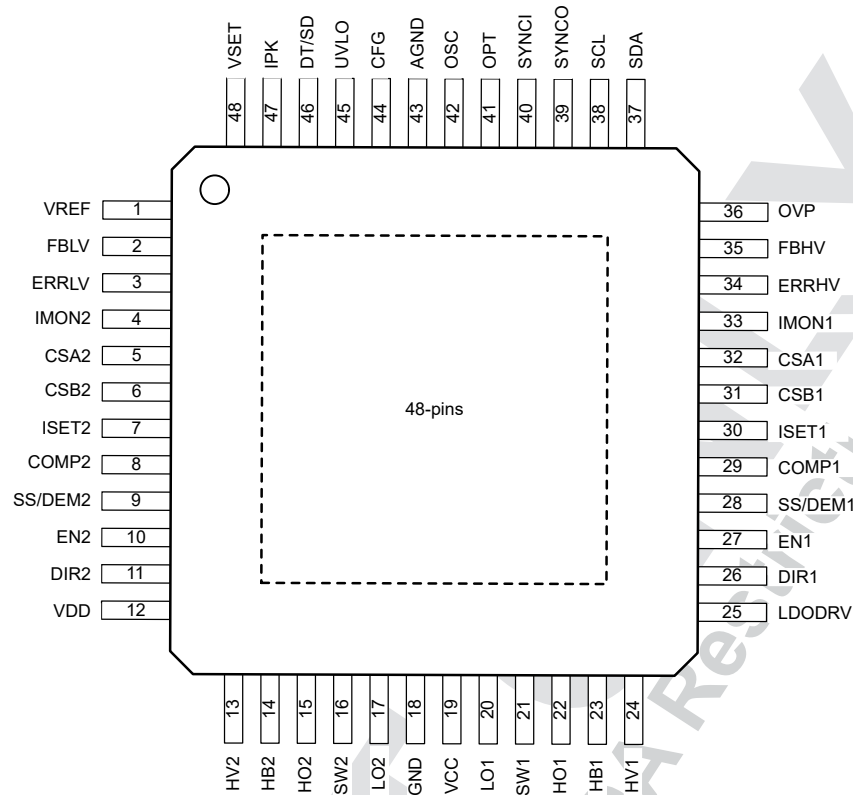 VSET IPK DT/SD UVLO CFG AGND OSC OPT SYNCI SYNCO SCL SDA
48 47 46 45 44 43 42 41 40 39 38 37
VREF 1 36 OVP
FBLV 2 35 FBHV
ERRLV 3 34 ERRHV
IMON2 4 33 IMON1
CSA2 5 32 CSA1
CSB2 6 31 CSB1
48-pins
ISET2 7 30 ISET1
COMP2 8 29 COMP1
SS/DEM2 9 28 SS/DEM1
EN2 10 27 EN1
DIR2 11 26 DIR1
VDD 12 25 LDODRV
13 14 15 16 17 18 19 20 21 22 23 24
HV2 HB2 HO2 SW2 LO2 GND VCC LO1 SW1 HO1 HB1 HV1